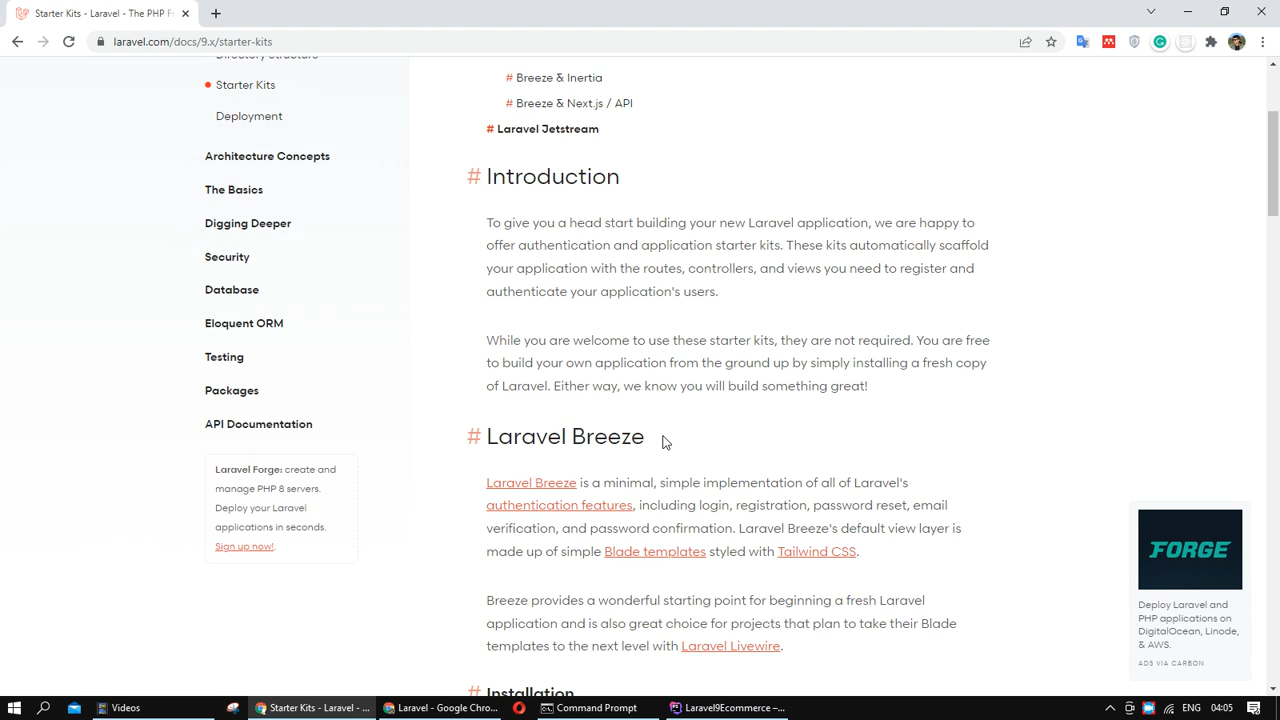 Starter Kits - Laravel - The PHP F
laravel.com/docs/9.x/starter-kits
Directory Structure
Starter Kits
Deployment
Architecture Concepts
The Basics
Digging Deeper
Security
Database
Eloquent ORM
Testing
Packages
API Documentation
Laravel Forge: create and
manage PHP 8 servers.
Deploy your Laravel
applications in seconds.
Sign up now!.
# Breeze & Inertia
# Breeze & Next.js / API
# Laravel Jetstream
# Introduction
To give you a head start building your new Laravel application, we are happy to
offer authentication and application starter kits. These kits automatically scaffold
your application with the routes, controllers, and views you need to register and
authenticate your application's users.
While you are welcome to use these starter kits, they are not required. You are free
to build your own application from the ground up by simply installing a fresh copy
of Laravel. Either way, we know you will build something great!
# Laravel Breeze
Laravel Breeze is a minimal, simple implementation of all of Laravel's
authentication features, including login, registration, password reset, email
verification, and password confirmation. Laravel Breeze's default view layer is
made up of simple Blade templates styled with Tailwind CSS.
Breeze provides a wonderful starting point for beginning a fresh Laravel
application and is also great choice for projects that plan to take their Blade
templates to the next level with Laravel Livewire.
# Installation
FORGE
Deploy Laravel and
PHP applications on
DigitalOcean, Linode,
& AWS.
ADS VIA CARBON
Videos
Starter Kits - Laravel - ...
Laravel - Google Chro...
Command Prompt
Laravel9Ecommerce –...
ENG
04:05